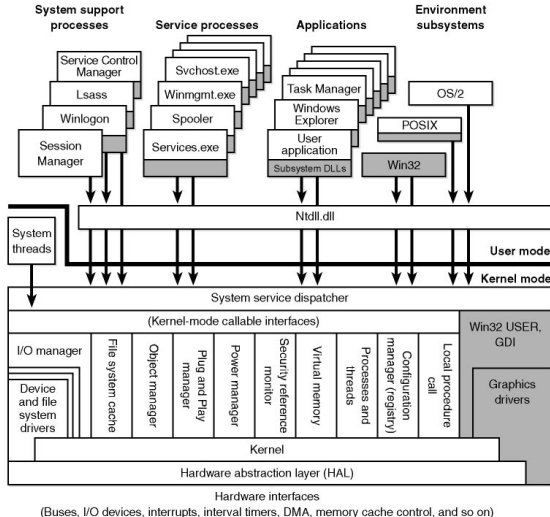 System support
processes
Service processes
Applications
Environment
subsystems
Service Control
Manager
Lsass
Winlogon
Session
Manager
Svchost.exe
Winmgmt.exe
Spooler
Services.exe
Task Manager
Windows
Explorer
User
application
Subsystem DLLs
OS/2
POSIX
Win32
System
threads
Ntdll.dll
User mode
Kernel mode
System service dispatcher
(Kernel-mode callable interfaces)
Win32 USER,
GDI
I/O manager
Device and
file system
drivers
File system cache
Object manager
Plug and Play
manager
Power manager
Security reference
monitor
Virtual memory
Processes and
threads
Configuration
manager (registry)
Local procedure
call
Graphics
drivers
Kernel
Hardware abstraction layer (HAL)
Hardware interfaces
(Buses, I/O devices, interrupts, interval timers, DMA, memory cache control, and so on)